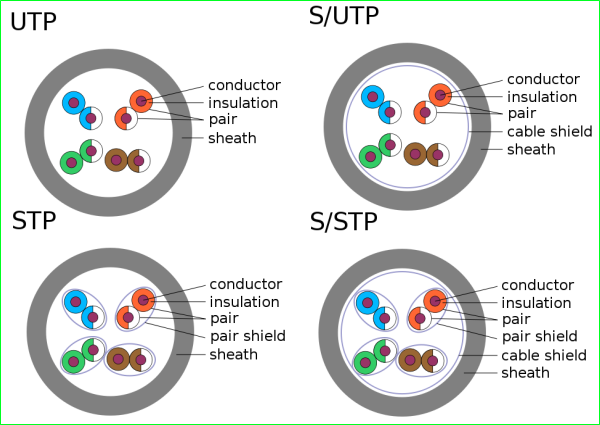 UTP
conductor
insulation
pair
sheath
S/UTP
conductor
insulation
pair
cable shield
sheath
STP
conductor
insulation
pair
pair shield
sheath
S/STP
conductor
insulation
pair
pair shield
cable shield
sheath